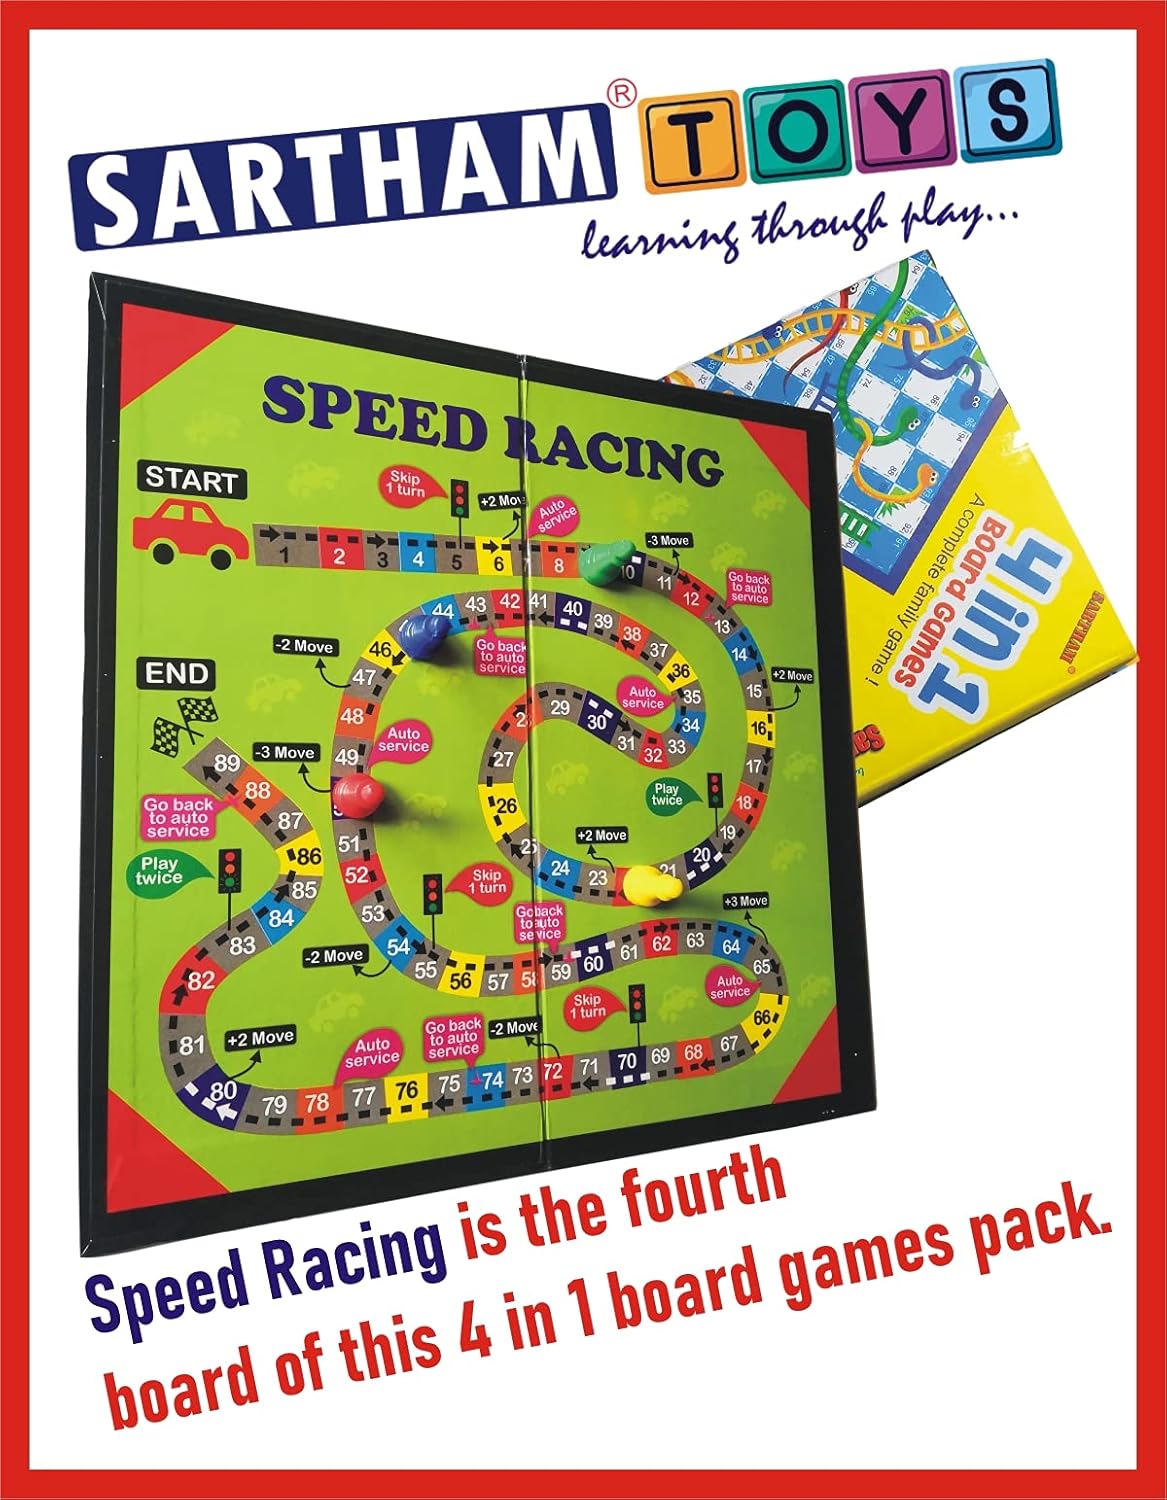 SARTHAM ® TOYS
learning through play...
SPEED RACING
START
Skip
1 turn
+2 Mov
Auto
service
-3 Move
1 2 3 4 5 6 8 10 11 12 13 14 15 16 17 18 19 20 21
Go back
to auto
service
+2 Move
Play
twice
+2 Move
23 24 25 26 27 29 30 31 32 33 34 35 36 37 38 39 40 41 42 43 44
Auto
service
Go back
to auto
service
-2 Move
46 47 48 49
Auto
service
-3 Move
51 52 53 54 55 56 57 58 59 60 61 62 63 64 65 66 67 68 69 70 71 72 73 74 75 76 77 78 79 80 81 82 83 84 85 86 87 88 89
Skip
1 turn
-2 Move
Go back
to auto
service
+3 Move
Auto
service
Skip
1 turn
-2 Move
Go back
to auto
service
Auto
service
+2 Move
Play
twice
Go back
to auto
service
END
4 in 1
Board Games
A complete family game !
SARTHAM®
Speed Racing is the fourth
board of this 4 in 1 board games pack.